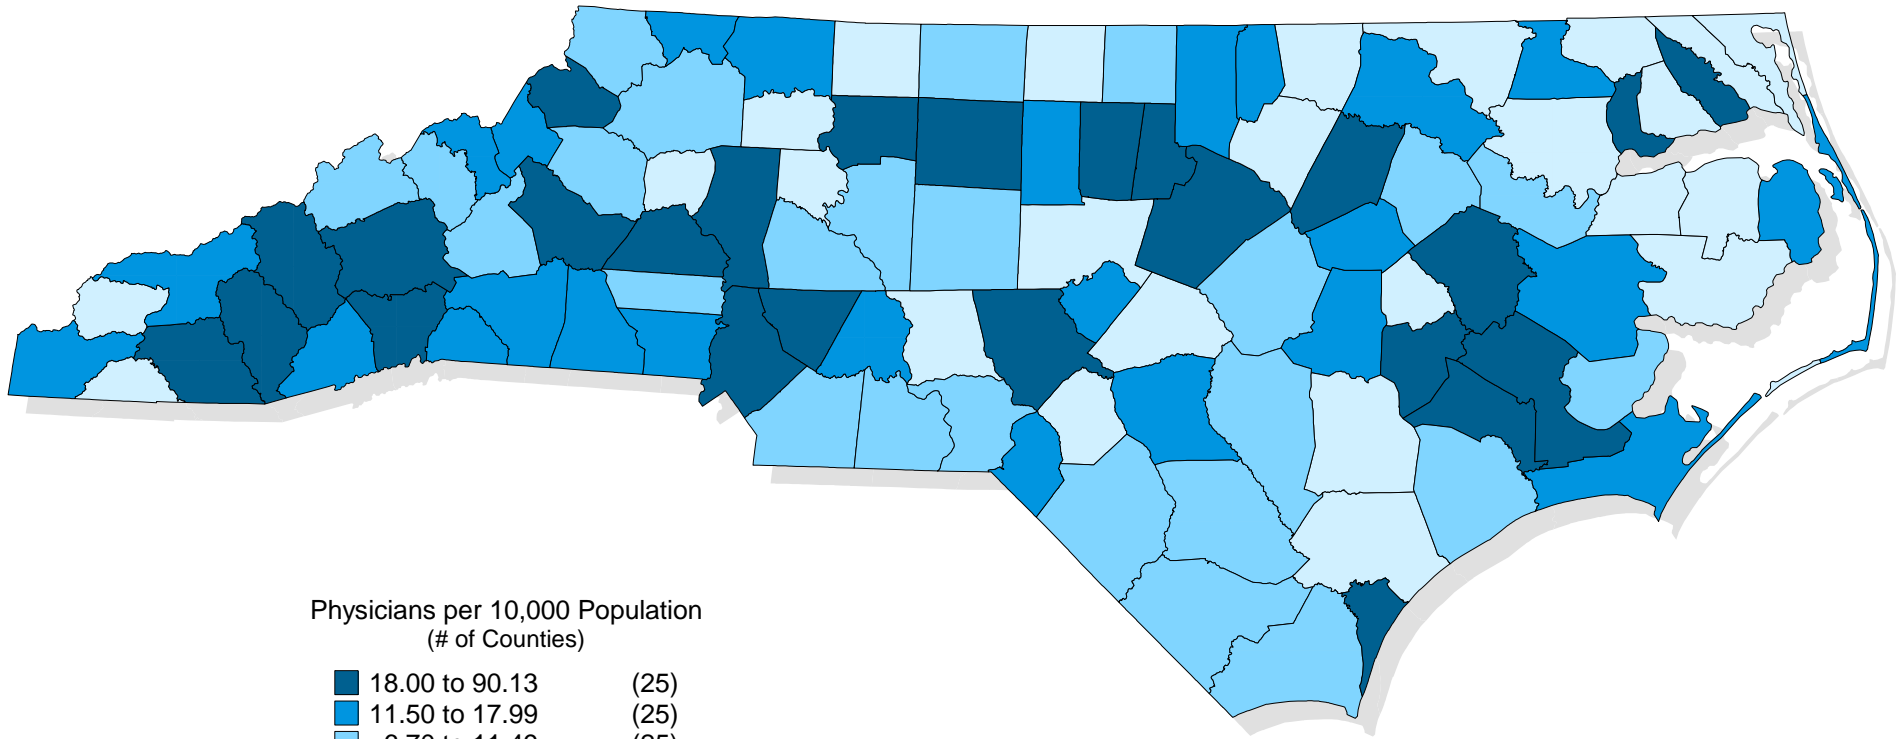 Physicians per 10,000 Population
(# of Counties)
18.00 to 90.13 (25)
11.50 to 17.99 (25)
to